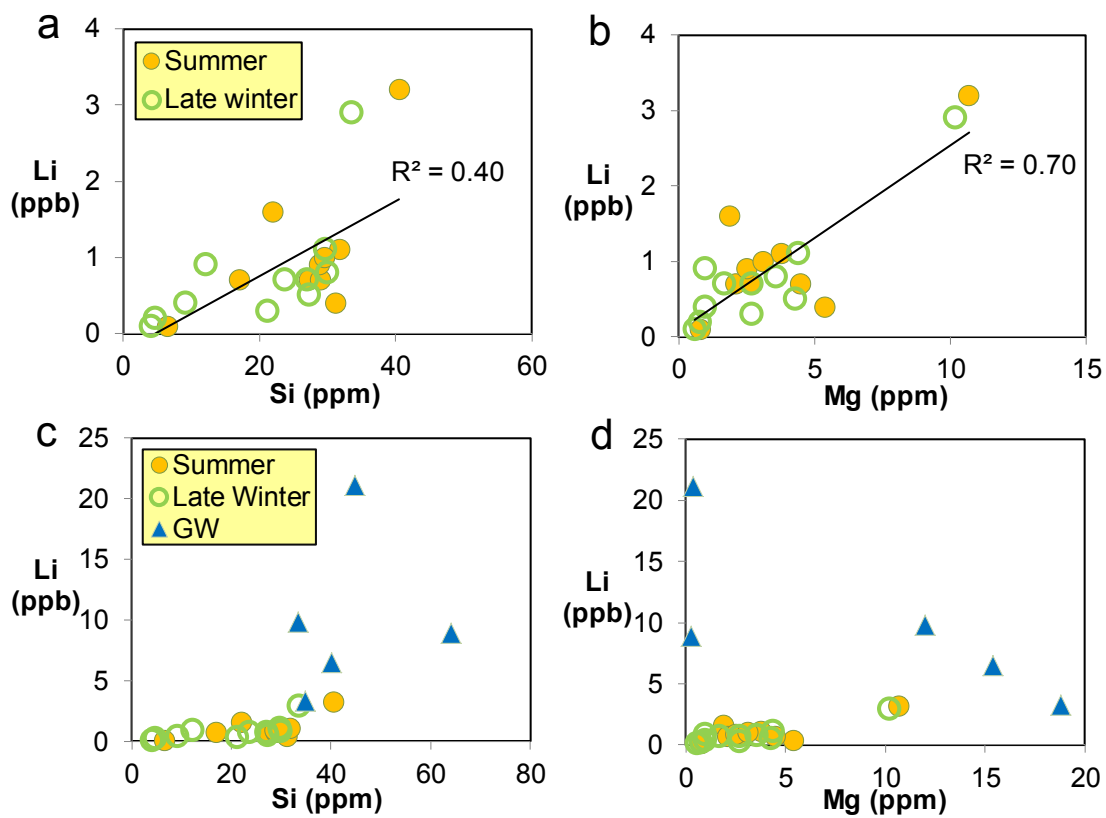 a
4
3
2
1
0
Li
(ppb)
Summer
Late winter
R² = 0.40
0
20
40
60
Si (ppm)
b
4
3
2
1
0
Li
(ppb)
R² = 0.70
0
5
10
15
Mg (ppm)
c
25
20
15
10
5
0
Li
(ppb)
Summer
Late Winter
GW
0
20
40
60
80
Si (ppm)
d
25
20
15
10
5
0
Li
(ppb)
0
5
10
15
20
Mg (ppm)